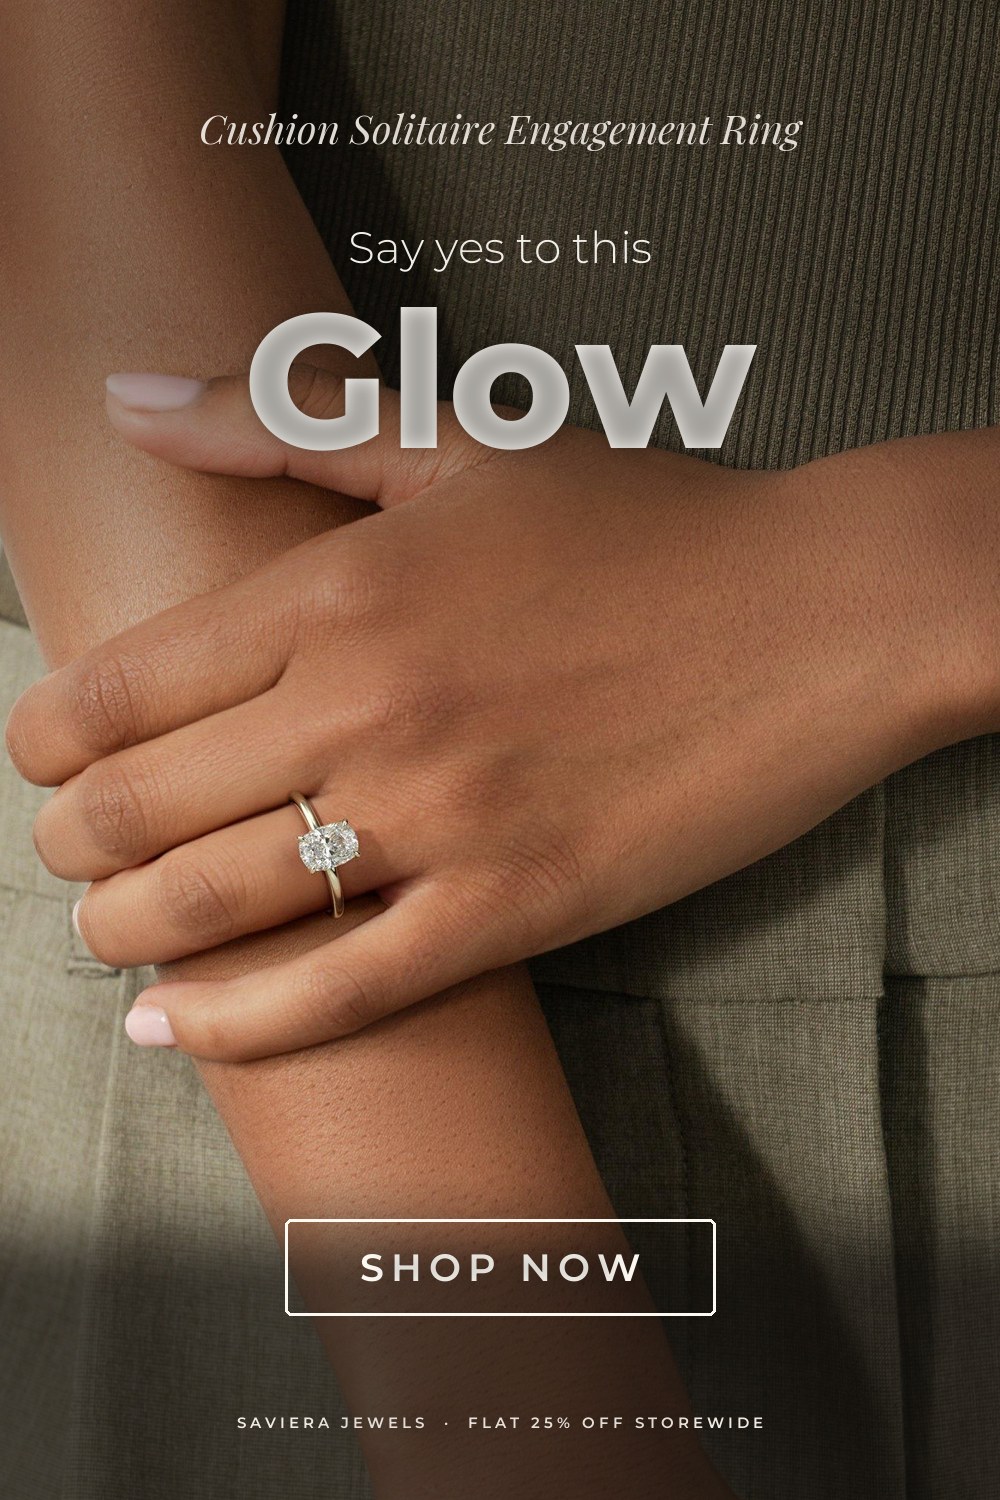 Cushion Solitaire Engagement Ring
Say yes to this
Glow
SHOP NOW
SAVIERA JEWELS · FLAT 25% OFF STOREWIDE